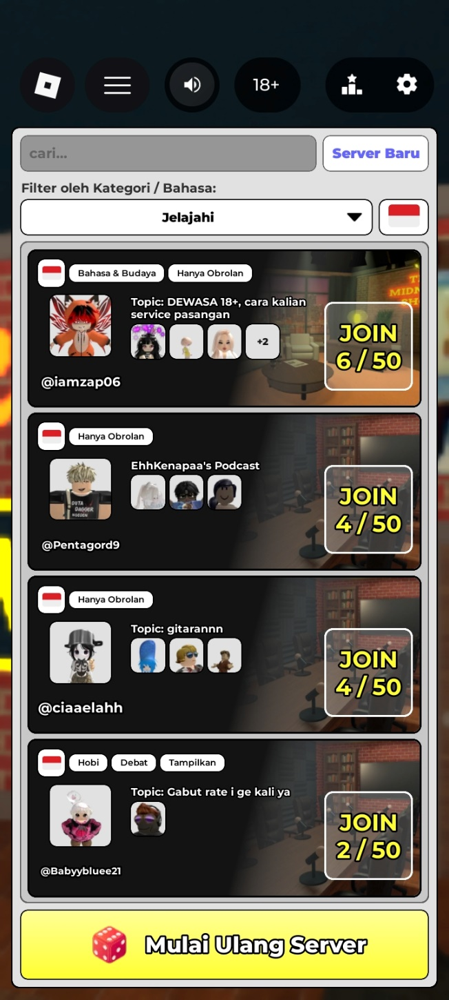 18+
cari...
Server Baru
Filter oleh Kategori / Bahasa:
Jelajahi
Bahasa & Budaya
Hanya Obrolan
Topic: DEWASA 18+, cara kalian
service pasangan
+2
JOIN
6 / 50
@iamzap06
Hanya Obrolan
EhhKenapaa's Podcast
JOIN
4 / 50
@Pentagord9
Hanya Obrolan
Topic: gitarannn
JOIN
4 / 50
@ciaaelahh
Hobi
Debat
Tampilkan
Topic: Gabut rate i ge kali ya
JOIN
2 / 50
@Babyybluee21
Mulai Ulang Server